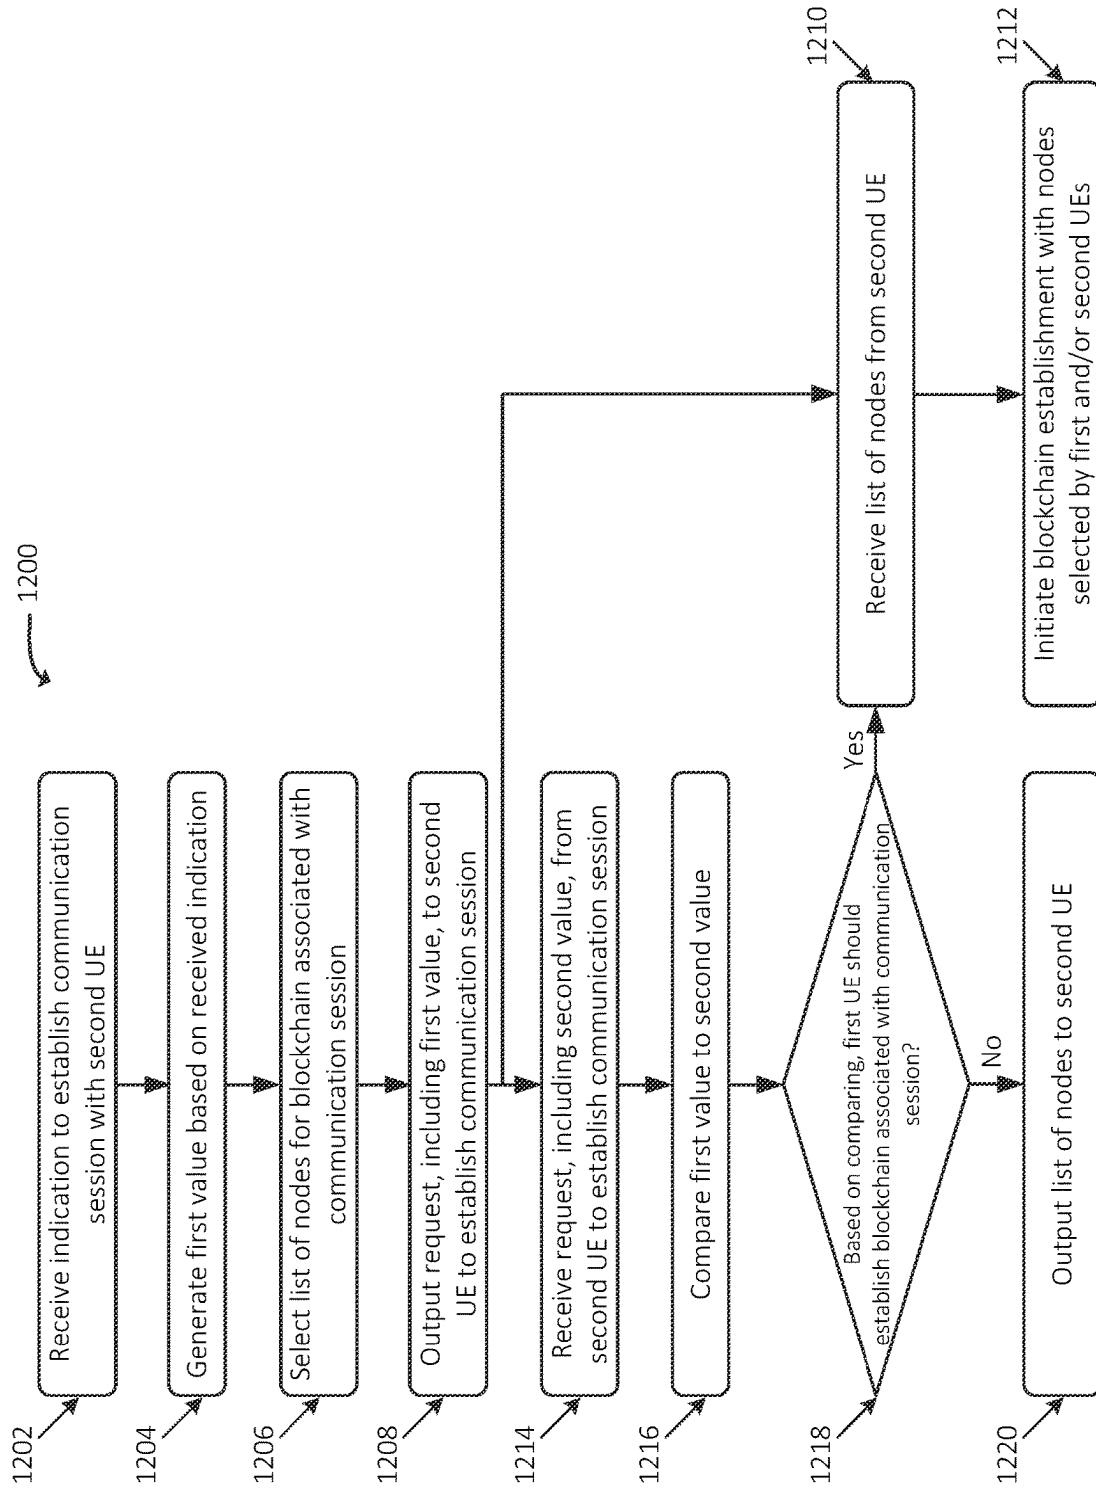 1200
1202
Receive indication to establish communication
session with second UE
1204
Generate first value based on received indication
1206
Select list of nodes for blockchain associated with
communication session
1208
Output request, including first value, to second
UE to establish communication session
1214
Receive request, including second value, from
second UE to establish communication session
1216
Compare first value to second value
1218
Based on comparing, first UE should
establish blockchain associated with communication
session?
Yes
No
1210
Receive list of nodes from second UE
1220
Output list of nodes to second UE
1212
Initiate blockchain establishment with nodes
selected by first and/or second UEs